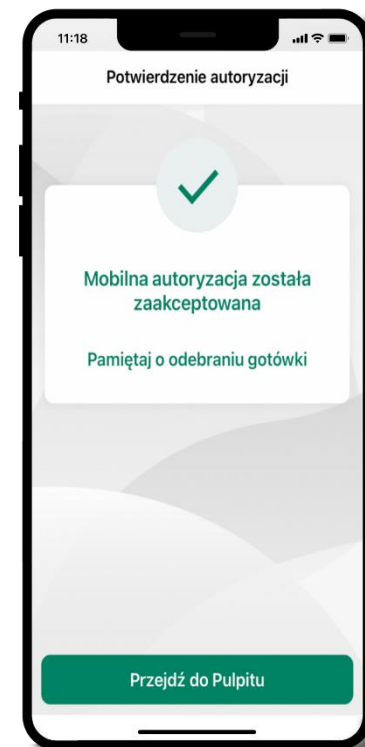 11:18
Potwierdzenie autoryzacji
Mobilna autoryzacja została
zaakceptowana
Pamiętaj o odebraniu gotówki
Przejdź do Pulpitu